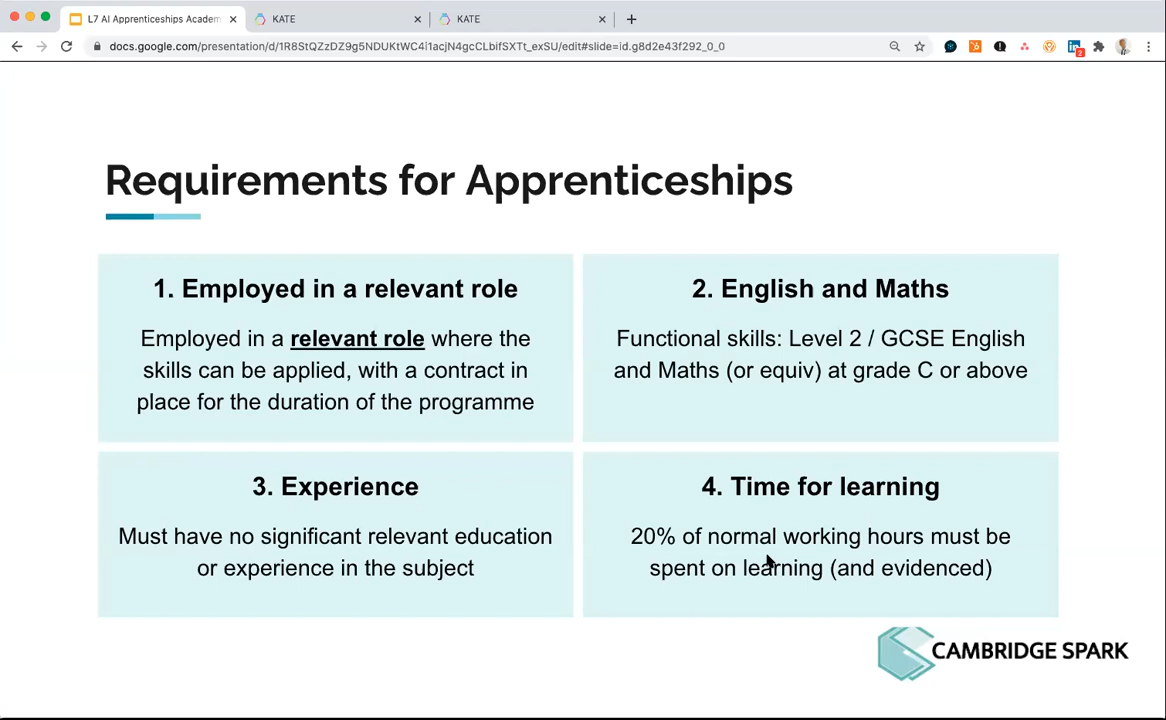 L7 AI Apprenticeships Academ
KATE
KATE
docs.google.com/presentation/d/1R8StQZzDZ9g5NDUKtWC4i1acjN4gcCLbifSXTt_exSU/edit#slide=id.g8d2e43f292_0_0
2
Requirements for Apprenticeships
1. Employed in a relevant role
Employed in a relevant role where the
skills can be applied, with a contract in
place for the duration of the programme
2. English and Maths
Functional skills: Level 2 / GCSE English
and Maths (or equiv) at grade C or above
3. Experience
Must have no significant relevant education
or experience in the subject
4. Time for learning
20% of normal working hours must be
spent on learning (and evidenced)
CAMBRIDGE SPARK